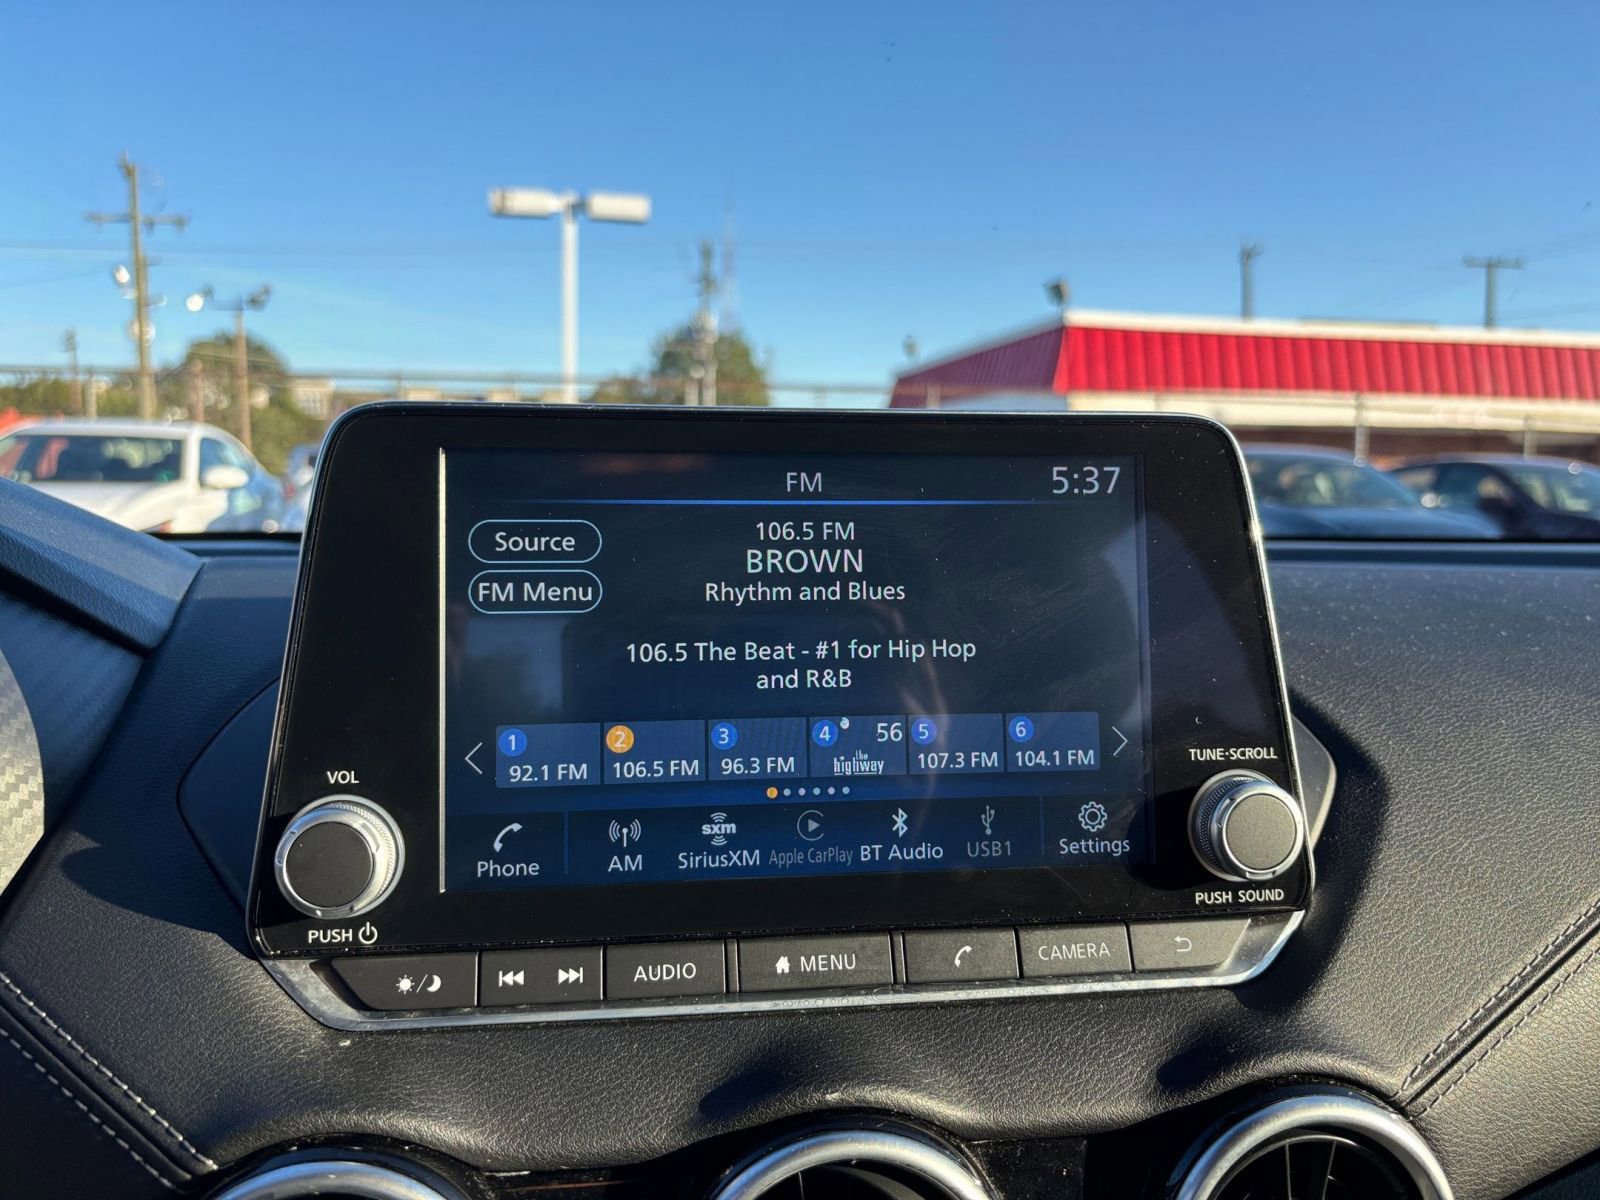 FM
5:37
Source
106.5 FM
BROWN
FM Menu
Rhythm and Blues
106.5 The Beat - #1 for Hip Hop
and R&B
1
92.1 FM
2
106.5 FM
3
96.3 FM
4
56
the
highway
5
107.3 FM
6
104.1 FM
Phone
AM
sxm
SiriusXM
Apple CarPlay
BT Audio
USB1
Settings
VOL
PUSH
TUNE·SCROLL
PUSH SOUND
AUDIO
MENU
CAMERA